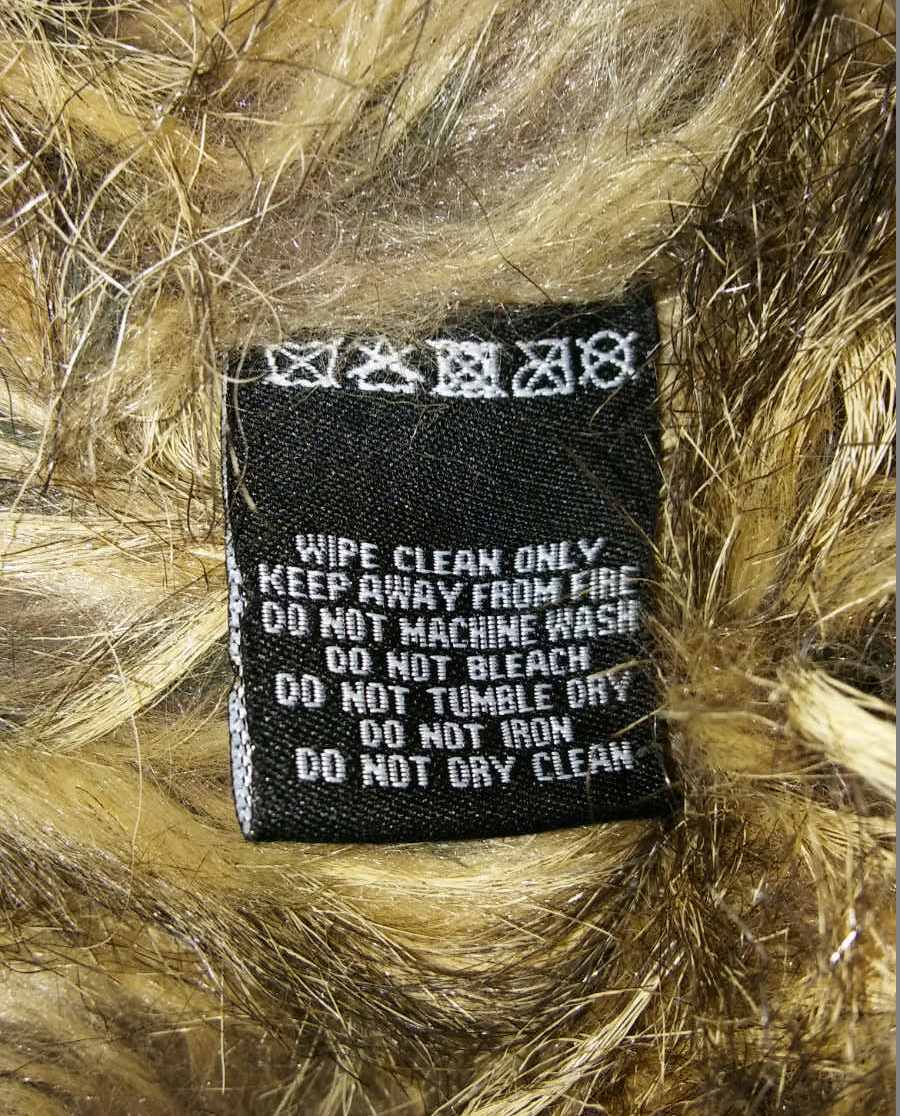 WIPE CLEAN ONLY
KEEP AWAY FROM FIRE
DO NOT MACHINE WASH
DO NOT BLEACH
DO NOT TUMBLE DRY
DO NOT IRON
DO NOT DRY CLEAN